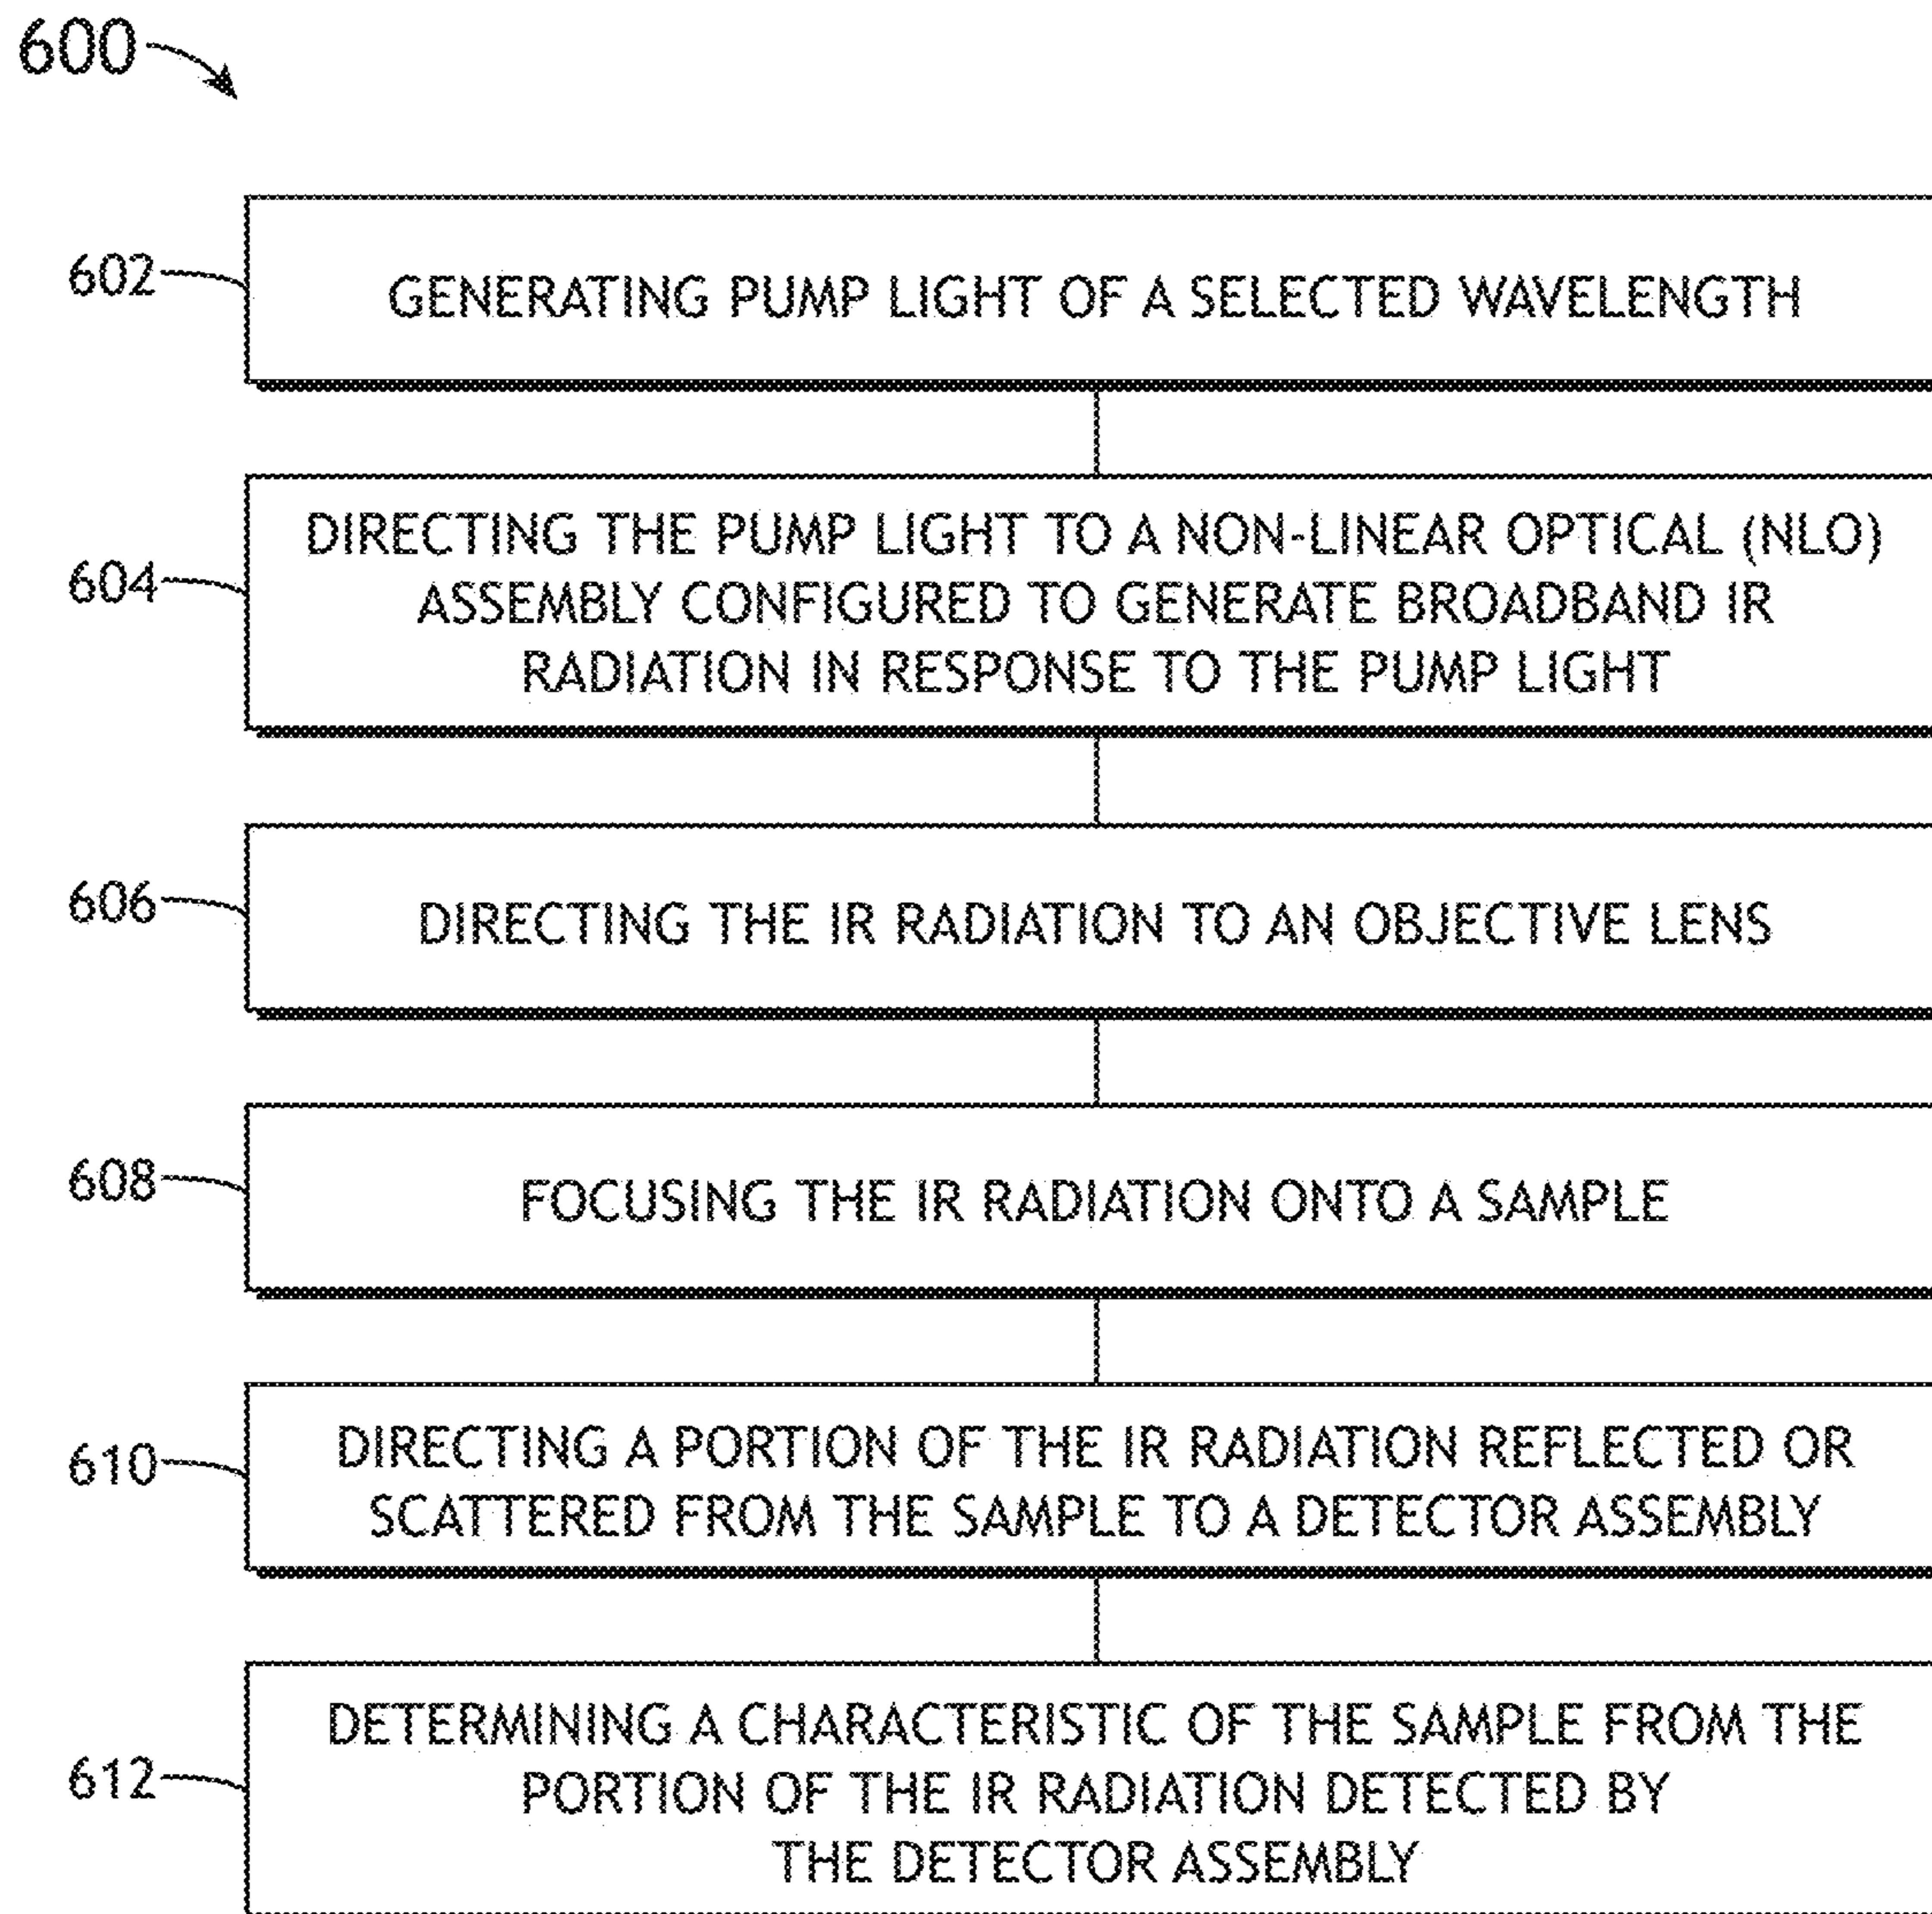 600
602
GENERATING PUMP LIGHT OF A SELECTED WAVELENGTH
604
DIRECTING THE PUMP LIGHT TO A NON-LINEAR OPTICAL (NLO)
ASSEMBLY CONFIGURED TO GENERATE BROADBAND IR
RADIATION IN RESPONSE TO THE PUMP LIGHT
606
DIRECTING THE IR RADIATION TO AN OBJECTIVE LENS
608
FOCUSING THE IR RADIATION ONTO A SAMPLE
610
DIRECTING A PORTION OF THE IR RADIATION REFLECTED OR
SCATTERED FROM THE SAMPLE TO A DETECTOR ASSEMBLY
612
DETERMINING A CHARACTERISTIC OF THE SAMPLE FROM THE
PORTION OF THE IR RADIATION DETECTED BY
THE DETECTOR ASSEMBLY